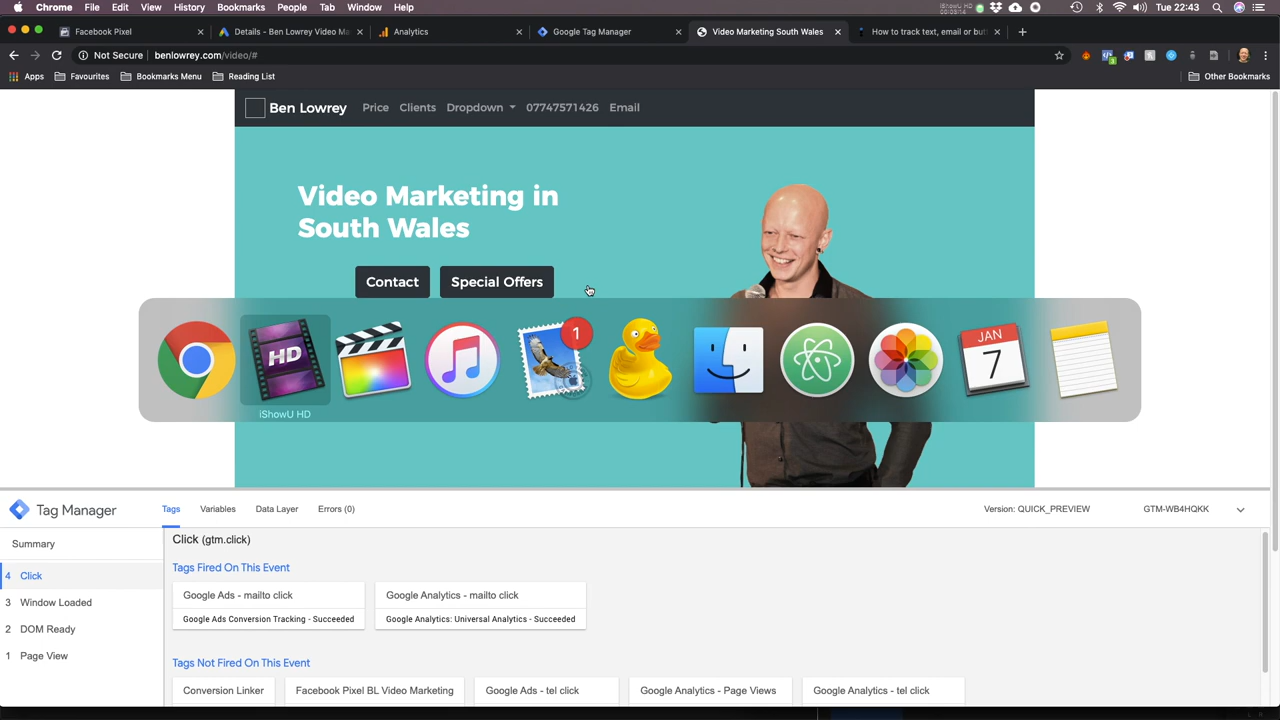 Chrome File Edit View History Bookmarks People Tab Window Help
iShowU HD
Tue 22:43
Facebook Pixel
Details - Ben Lowrey Video Ma
Analytics
Google Tag Manager
Video Marketing South Wales
How to track text, email or butt
Not Secure benlowrey.com/video/#
Apps Favourites Bookmarks Menu Reading List Other Bookmarks
Ben Lowrey Price Clients Dropdown 07747571426 Email
Video Marketing in
South Wales
Contact Special Offers
HD
1
JAN
7
iShowU HD
Tag Manager Tags Variables Data Layer Errors (0) Version: QUICK_PREVIEW GTM-WB4HQKK
Summary
4 Click
3 Window Loaded
2 DOM Ready
1 Page View
Click (gtm.click)
Tags Fired On This Event
Google Ads - mailto click
Google Ads Conversion Tracking - Succeeded
Google Analytics - mailto click
Google Analytics: Universal Analytics - Succeeded
Tags Not Fired On This Event
Conversion Linker
Facebook Pixel BL Video Marketing
Google Ads - tel click
Google Analytics - Page Views
Google Analytics - tel click